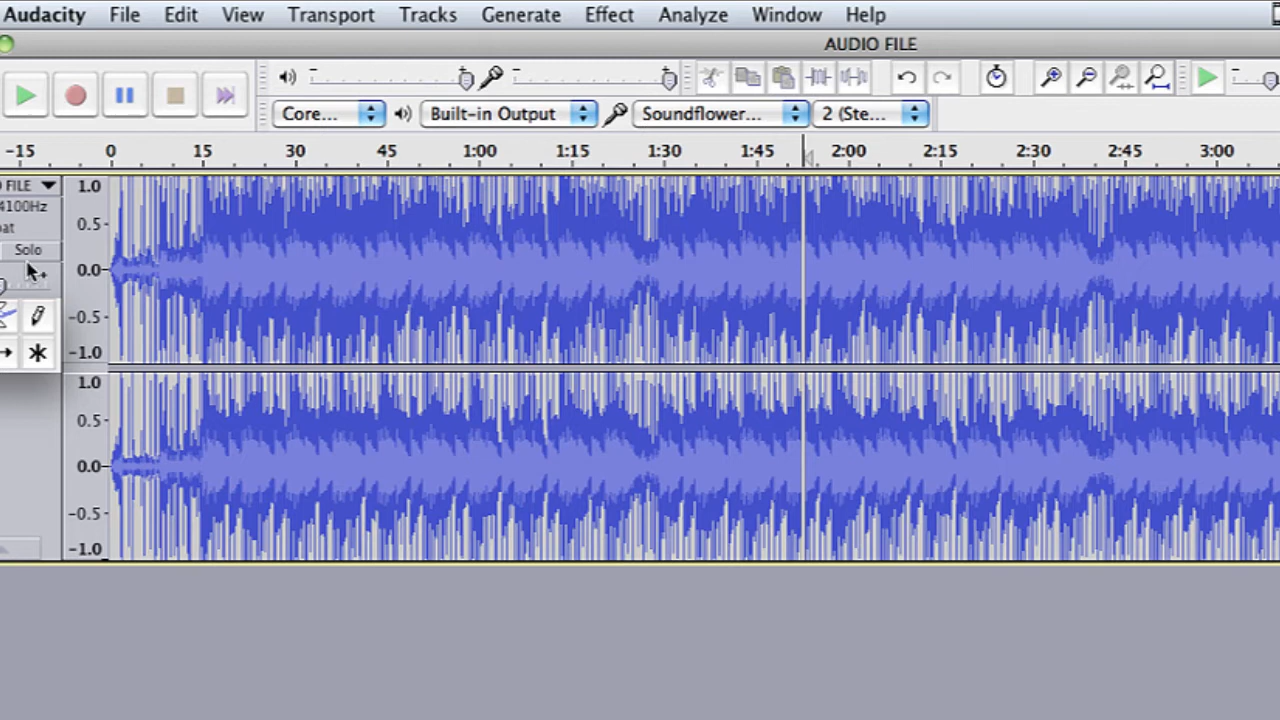 Audacity File Edit View Transport Tracks Generate Effect Analyze Window Help
AUDIO FILE
Core... Built-in Output Soundflower... 2 (Ste...
-15 0 15 30 45 1:00 1:15 1:30 1:45 2:00 2:15 2:30 2:45 3:00
FILE 1.0
4100Hz
0.5
Solo
0.0
-0.5
-1.0
1.0
0.5
0.0
-0.5
-1.0